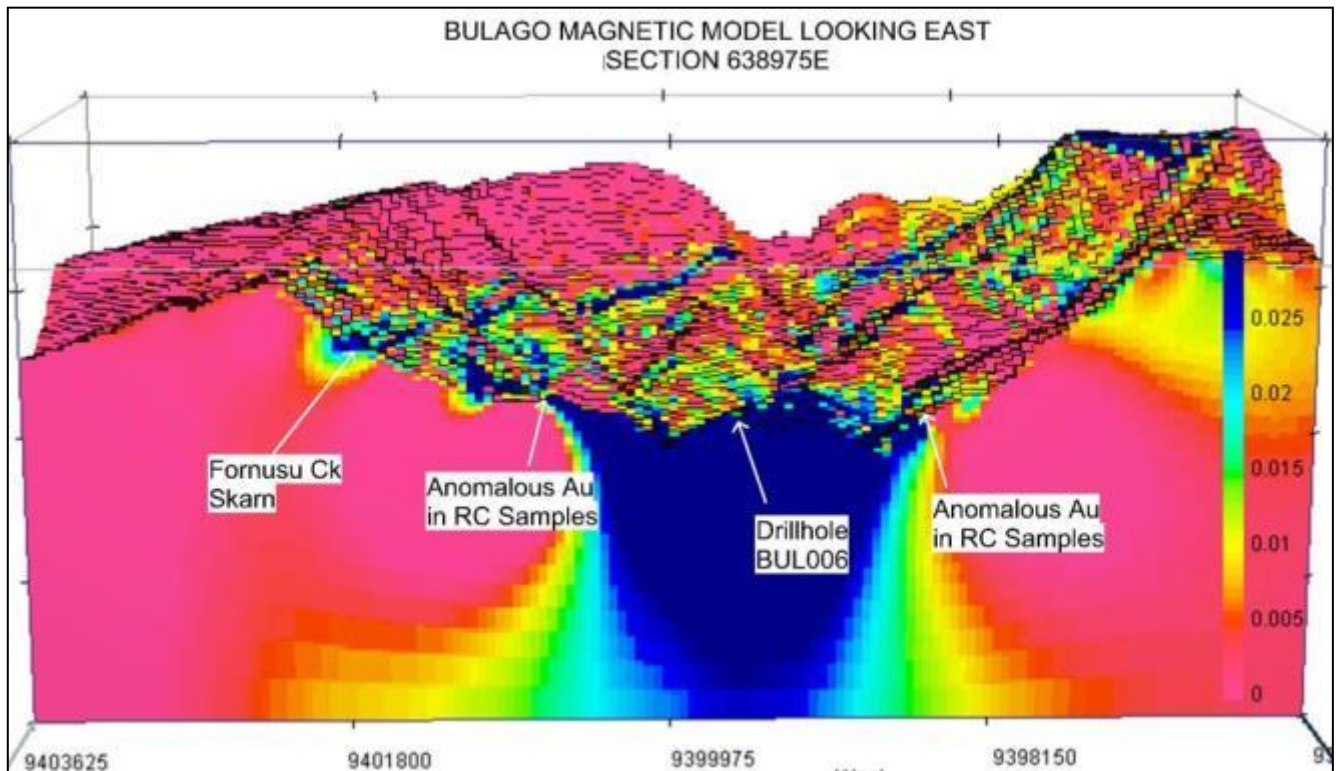 BULAGO MAGNETIC MODEL LOOKING EAST
SECTION 638975E
0.025
0.02
0.015
0.01
0.005
0
Fornusu Ck
Skarn
Anomalous Au
in RC Samples
Drillhole
BUL006
Anomalous Au
in RC Samples
9403625 9401800 9399975 9398150